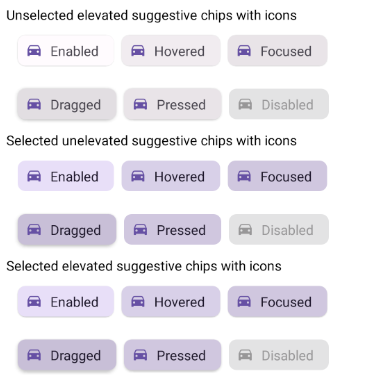 Unselected elevated suggestive chips with icons
Enabled Hovered Focused
Dragged Pressed Disabled
Selected unelevated suggestive chips with icons
Enabled Hovered Focused
Dragged Pressed Disabled
Selected elevated suggestive chips with icons
Enabled Hovered Focused
Dragged Pressed Disabled